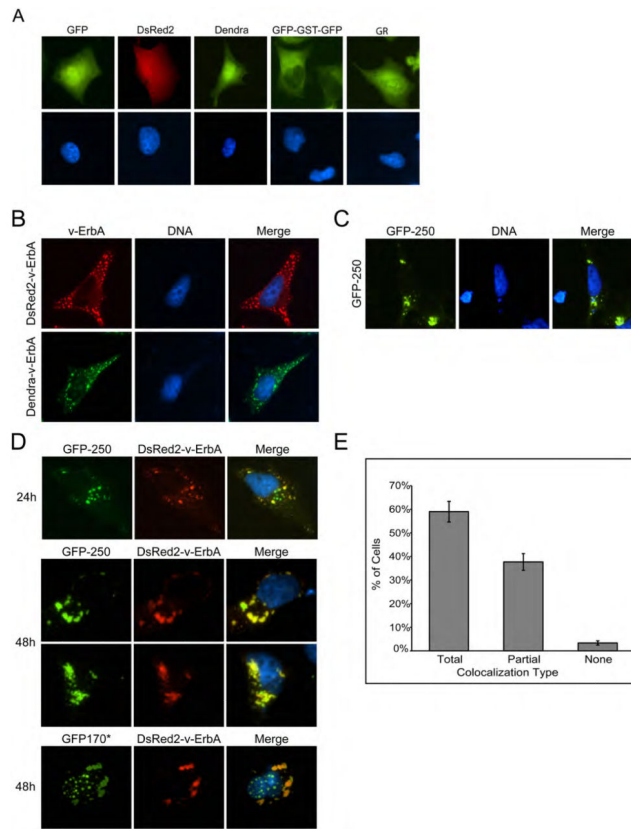 A
GFP DsRed2 Dendra GFP-GST-GFP GR
B
v-ErbA DNA Merge
DsRed2-v-ErbA
Dendra-v-ErbA
C
GFP-250 DNA Merge
GFP-250
D
GFP-250 DsRed2-v-ErbA Merge
24h
GFP-250 DsRed2-v-ErbA Merge
48h
GFP170* DsRed2-v-ErbA Merge
48h
E
70%
60%
50%
40%
30%
20%
10%
0%
% of Cells
Total Partial None
Colocalization Type